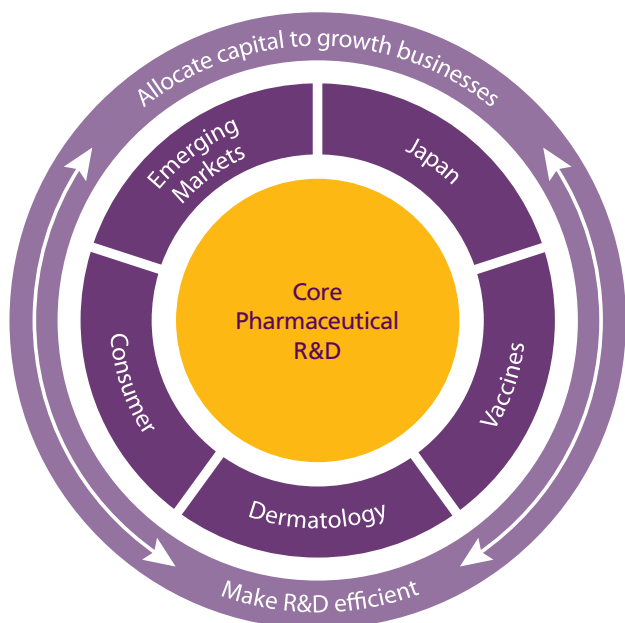 Allocate capital to growth businesses
Emerging
Markets
Japan
Core
Pharmaceutical
R&D
Consumer
Vaccines
Dermatology
Make R&D efficient